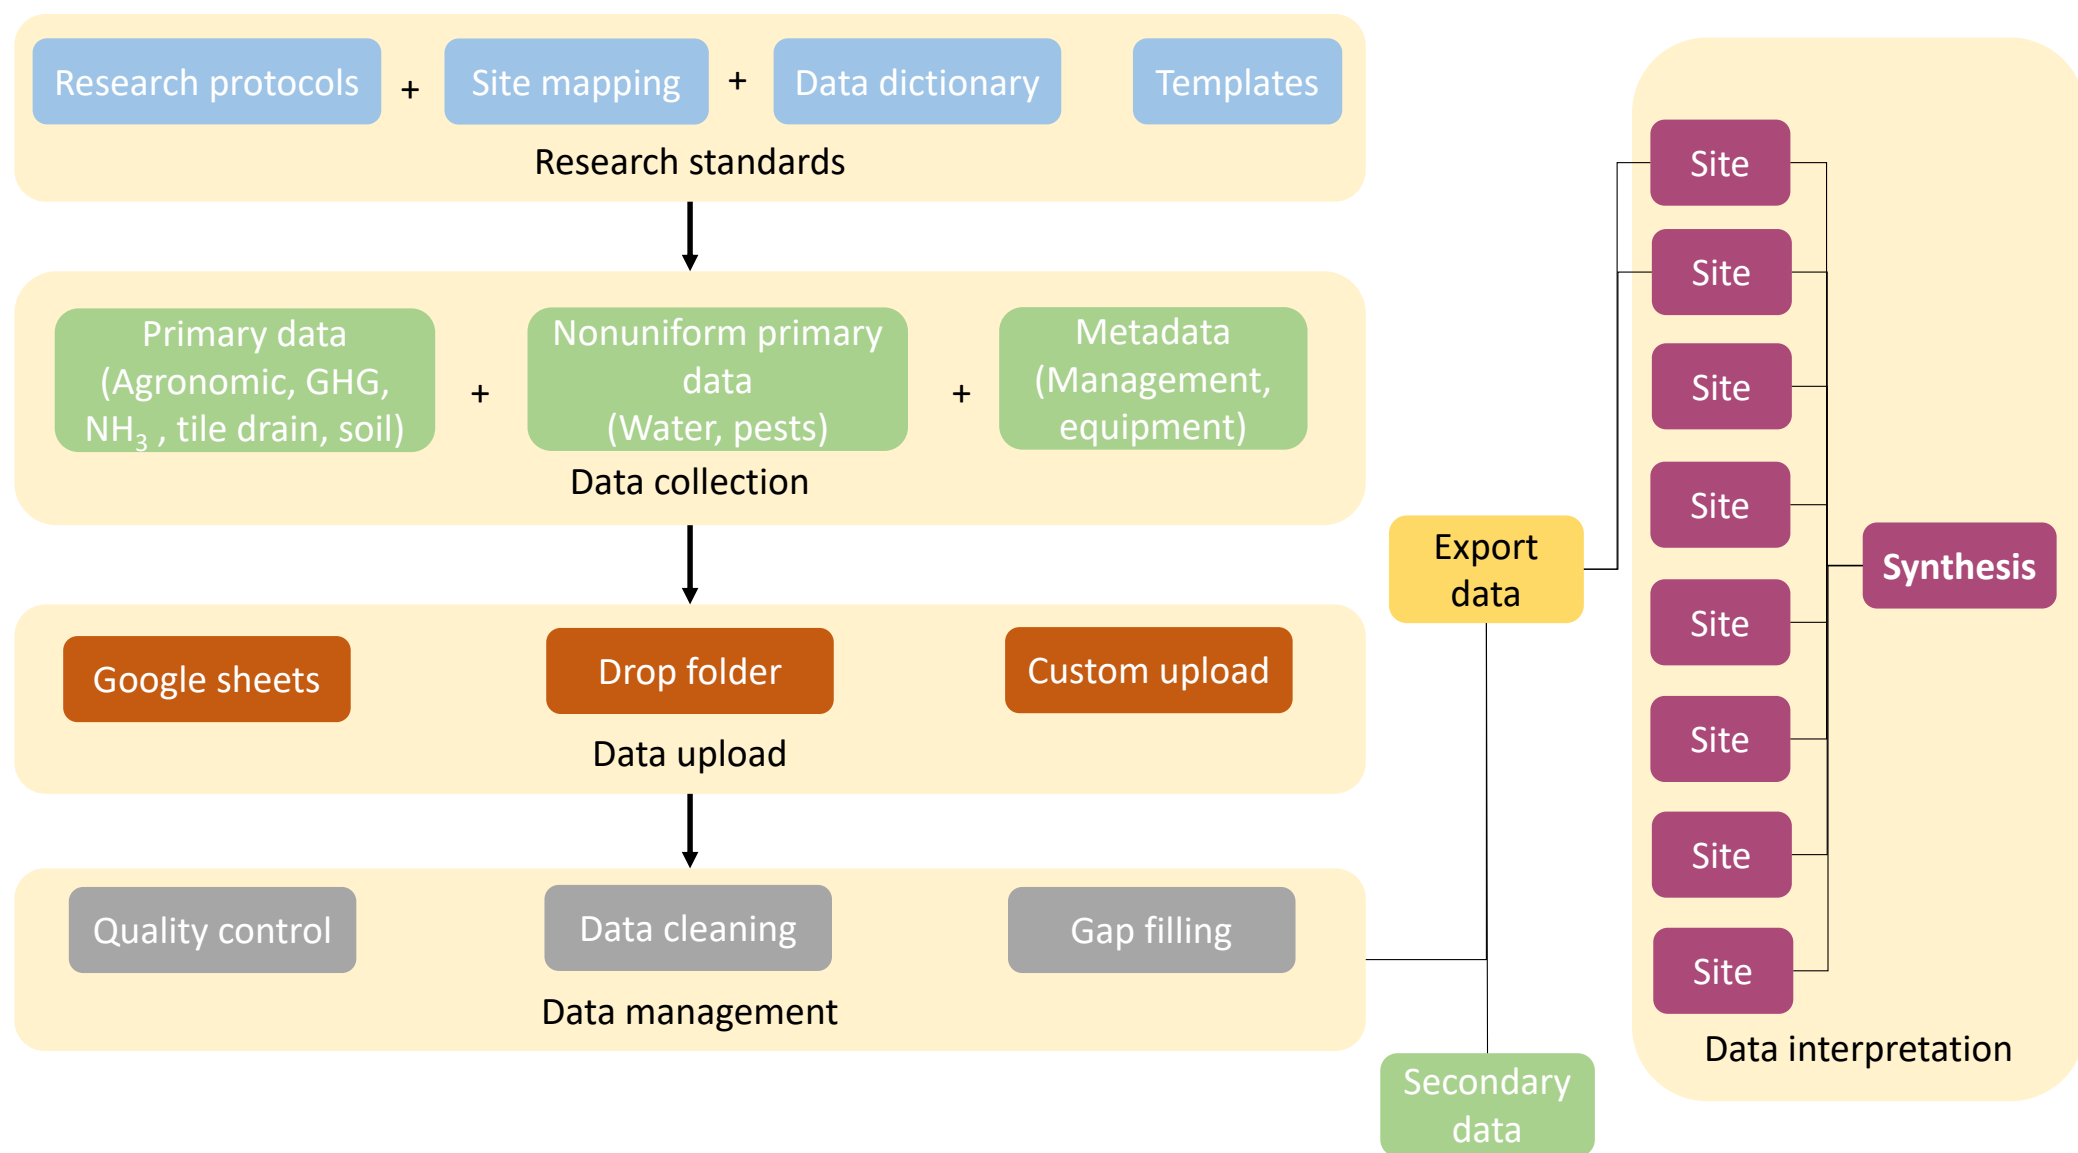 Research protocols + Site mapping + Data dictionary Templates
Research standards
Primary data
(Agronomic, GHG,
NH₃ , tile drain, soil)
+
Nonuniform primary
data
(Water, pests)
+
Metadata
(Management,
equipment)
Data collection
Google sheets
Drop folder
Custom upload
Data upload
Quality control
Data cleaning
Gap filling
Data management
Export
data
Secondary
data
Site
Site
Site
Site
Site
Site
Site
Site
Synthesis
Data interpretation